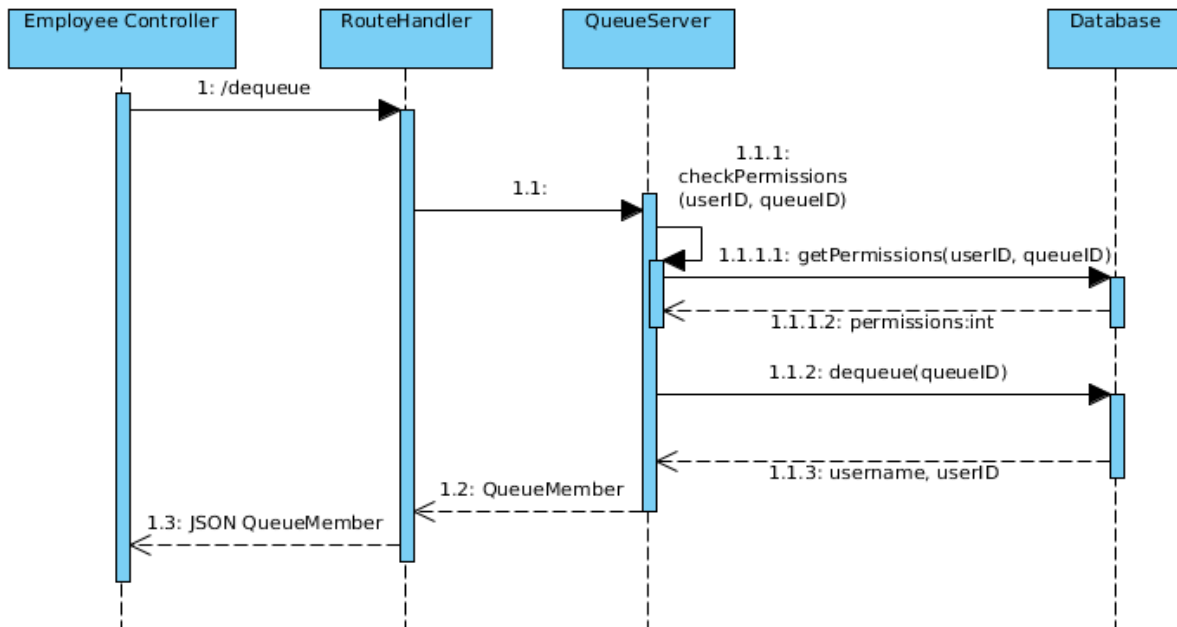 Employee Controller
RouteHandler
QueueServer
Database
1: /dequeue
1.1.1:
checkPermissions
(userID, queueID)
1.1:
1.1.1.1: getPermissions(userID, queueID)
1.1.1.2: permissions:int
1.1.2: dequeue(queueID)
1.1.3: username, userID
1.2: QueueMember
1.3: JSON QueueMember